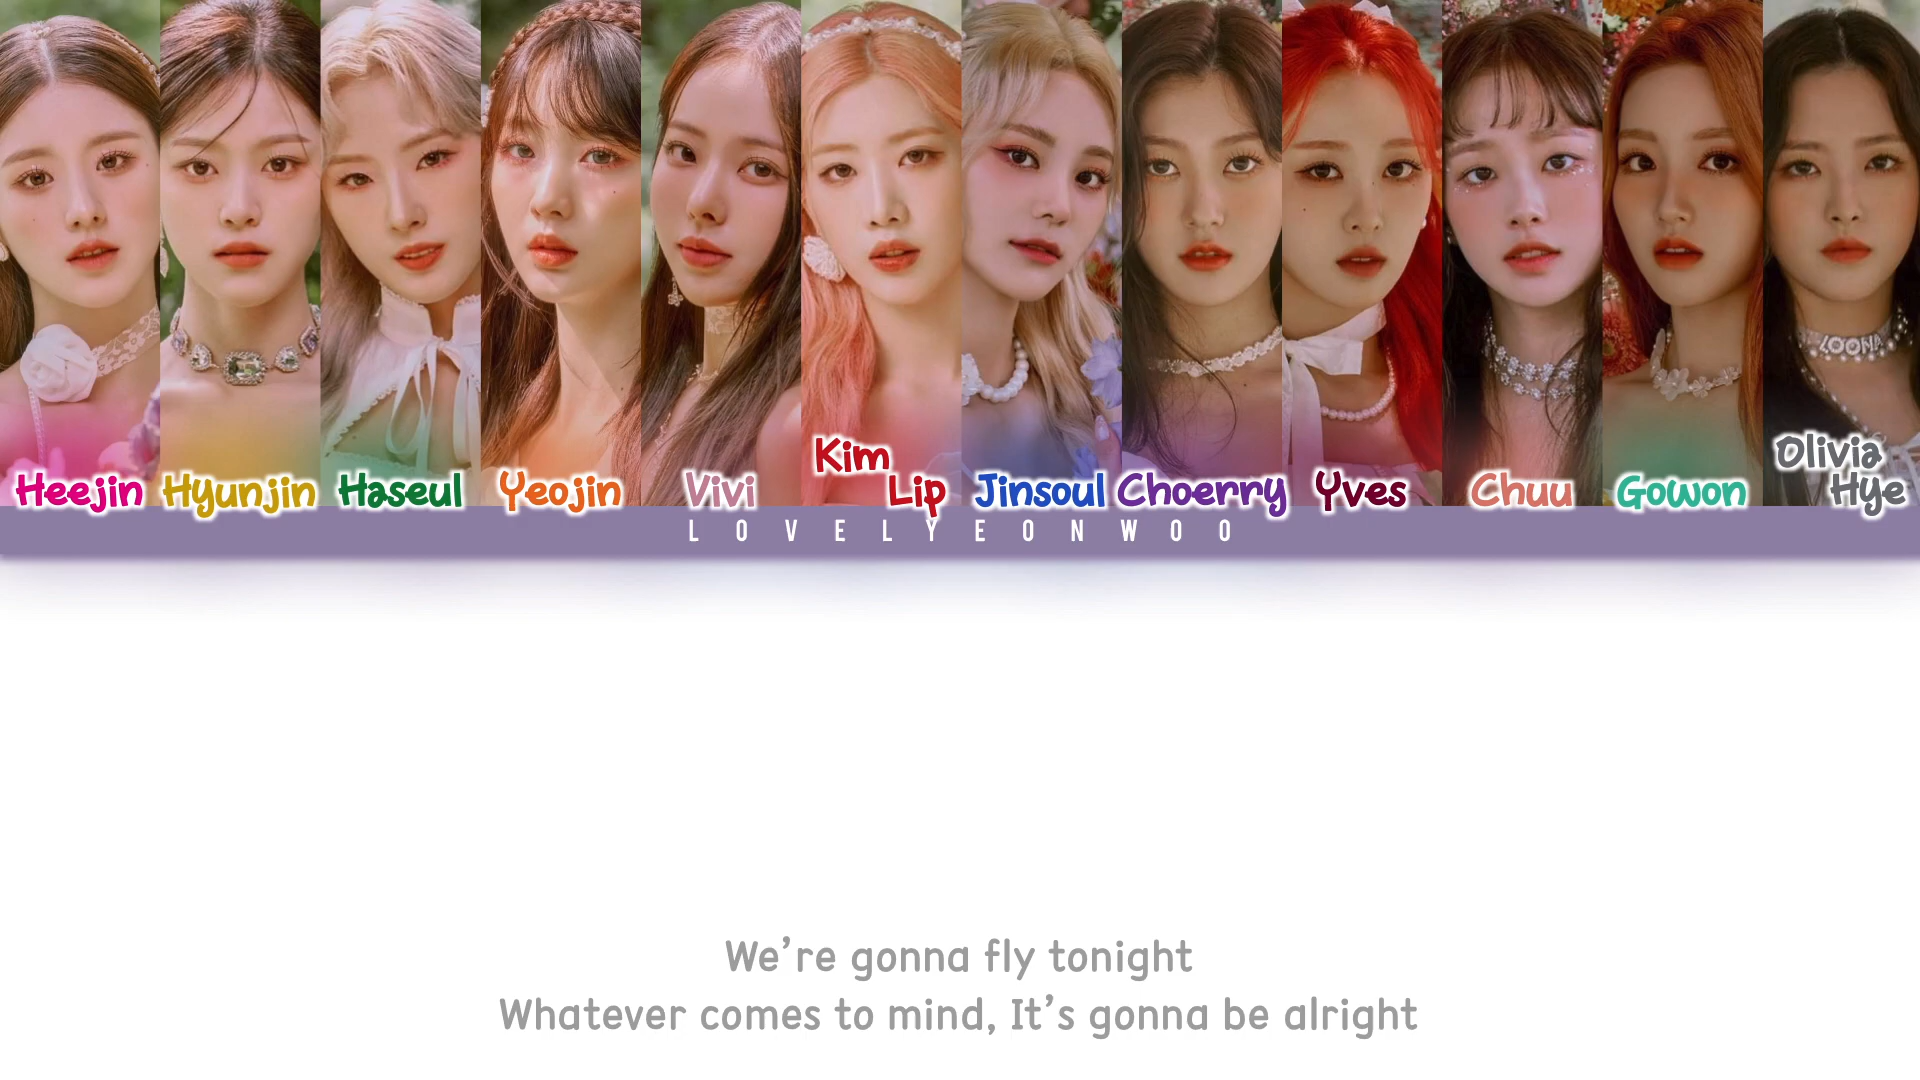 LOONA
Heejin Hyunjin Haseul Yeojin Vivi Kim Lip Jinsoul Choerry Yves Chuu Gowon Olivia Hye
LOVELYEONWOO
We're gonna fly tonight
Whatever comes to mind, It's gonna be alright